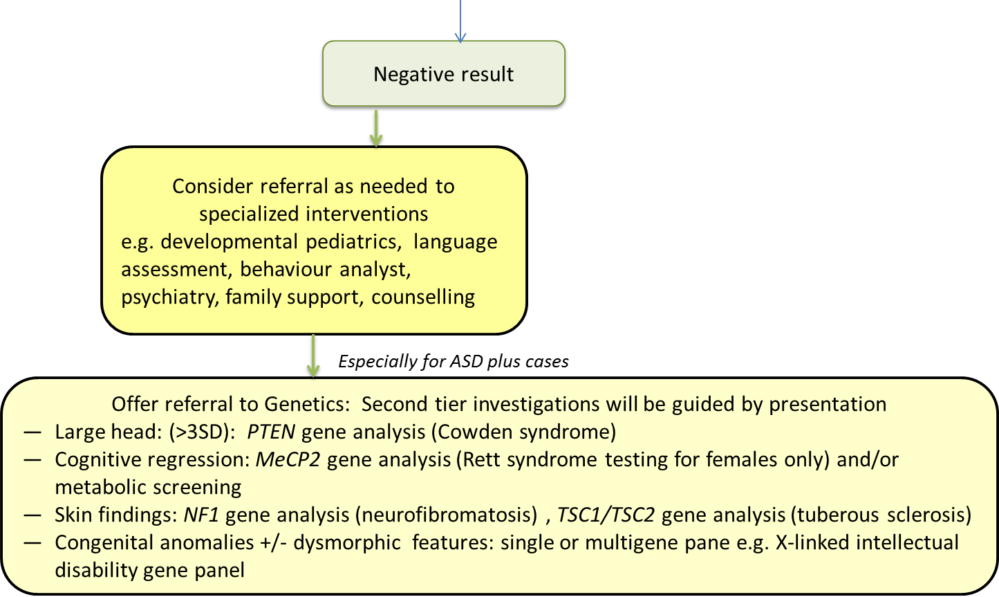 Negative result
Consider referral as needed to
specialized interventions
e.g. developmental pediatrics,  language
assessment, behaviour analyst,
psychiatry, family support, counselling
Especially for ASD plus cases
Offer referral to Genetics:  Second tier investigations will be guided by presentation
— Large head: (>3SD):  PTEN gene analysis (Cowden syndrome)
— Cognitive regression: MeCP2 gene analysis (Rett syndrome testing for females only) and/or
metabolic screening
— Skin findings: NF1 gene analysis (neurofibromatosis) , TSC1/TSC2 gene analysis (tuberous sclerosis)
— Congenital anomalies +/- dysmorphic  features: single or multigene pane e.g. X-linked intellectual
disability gene panel